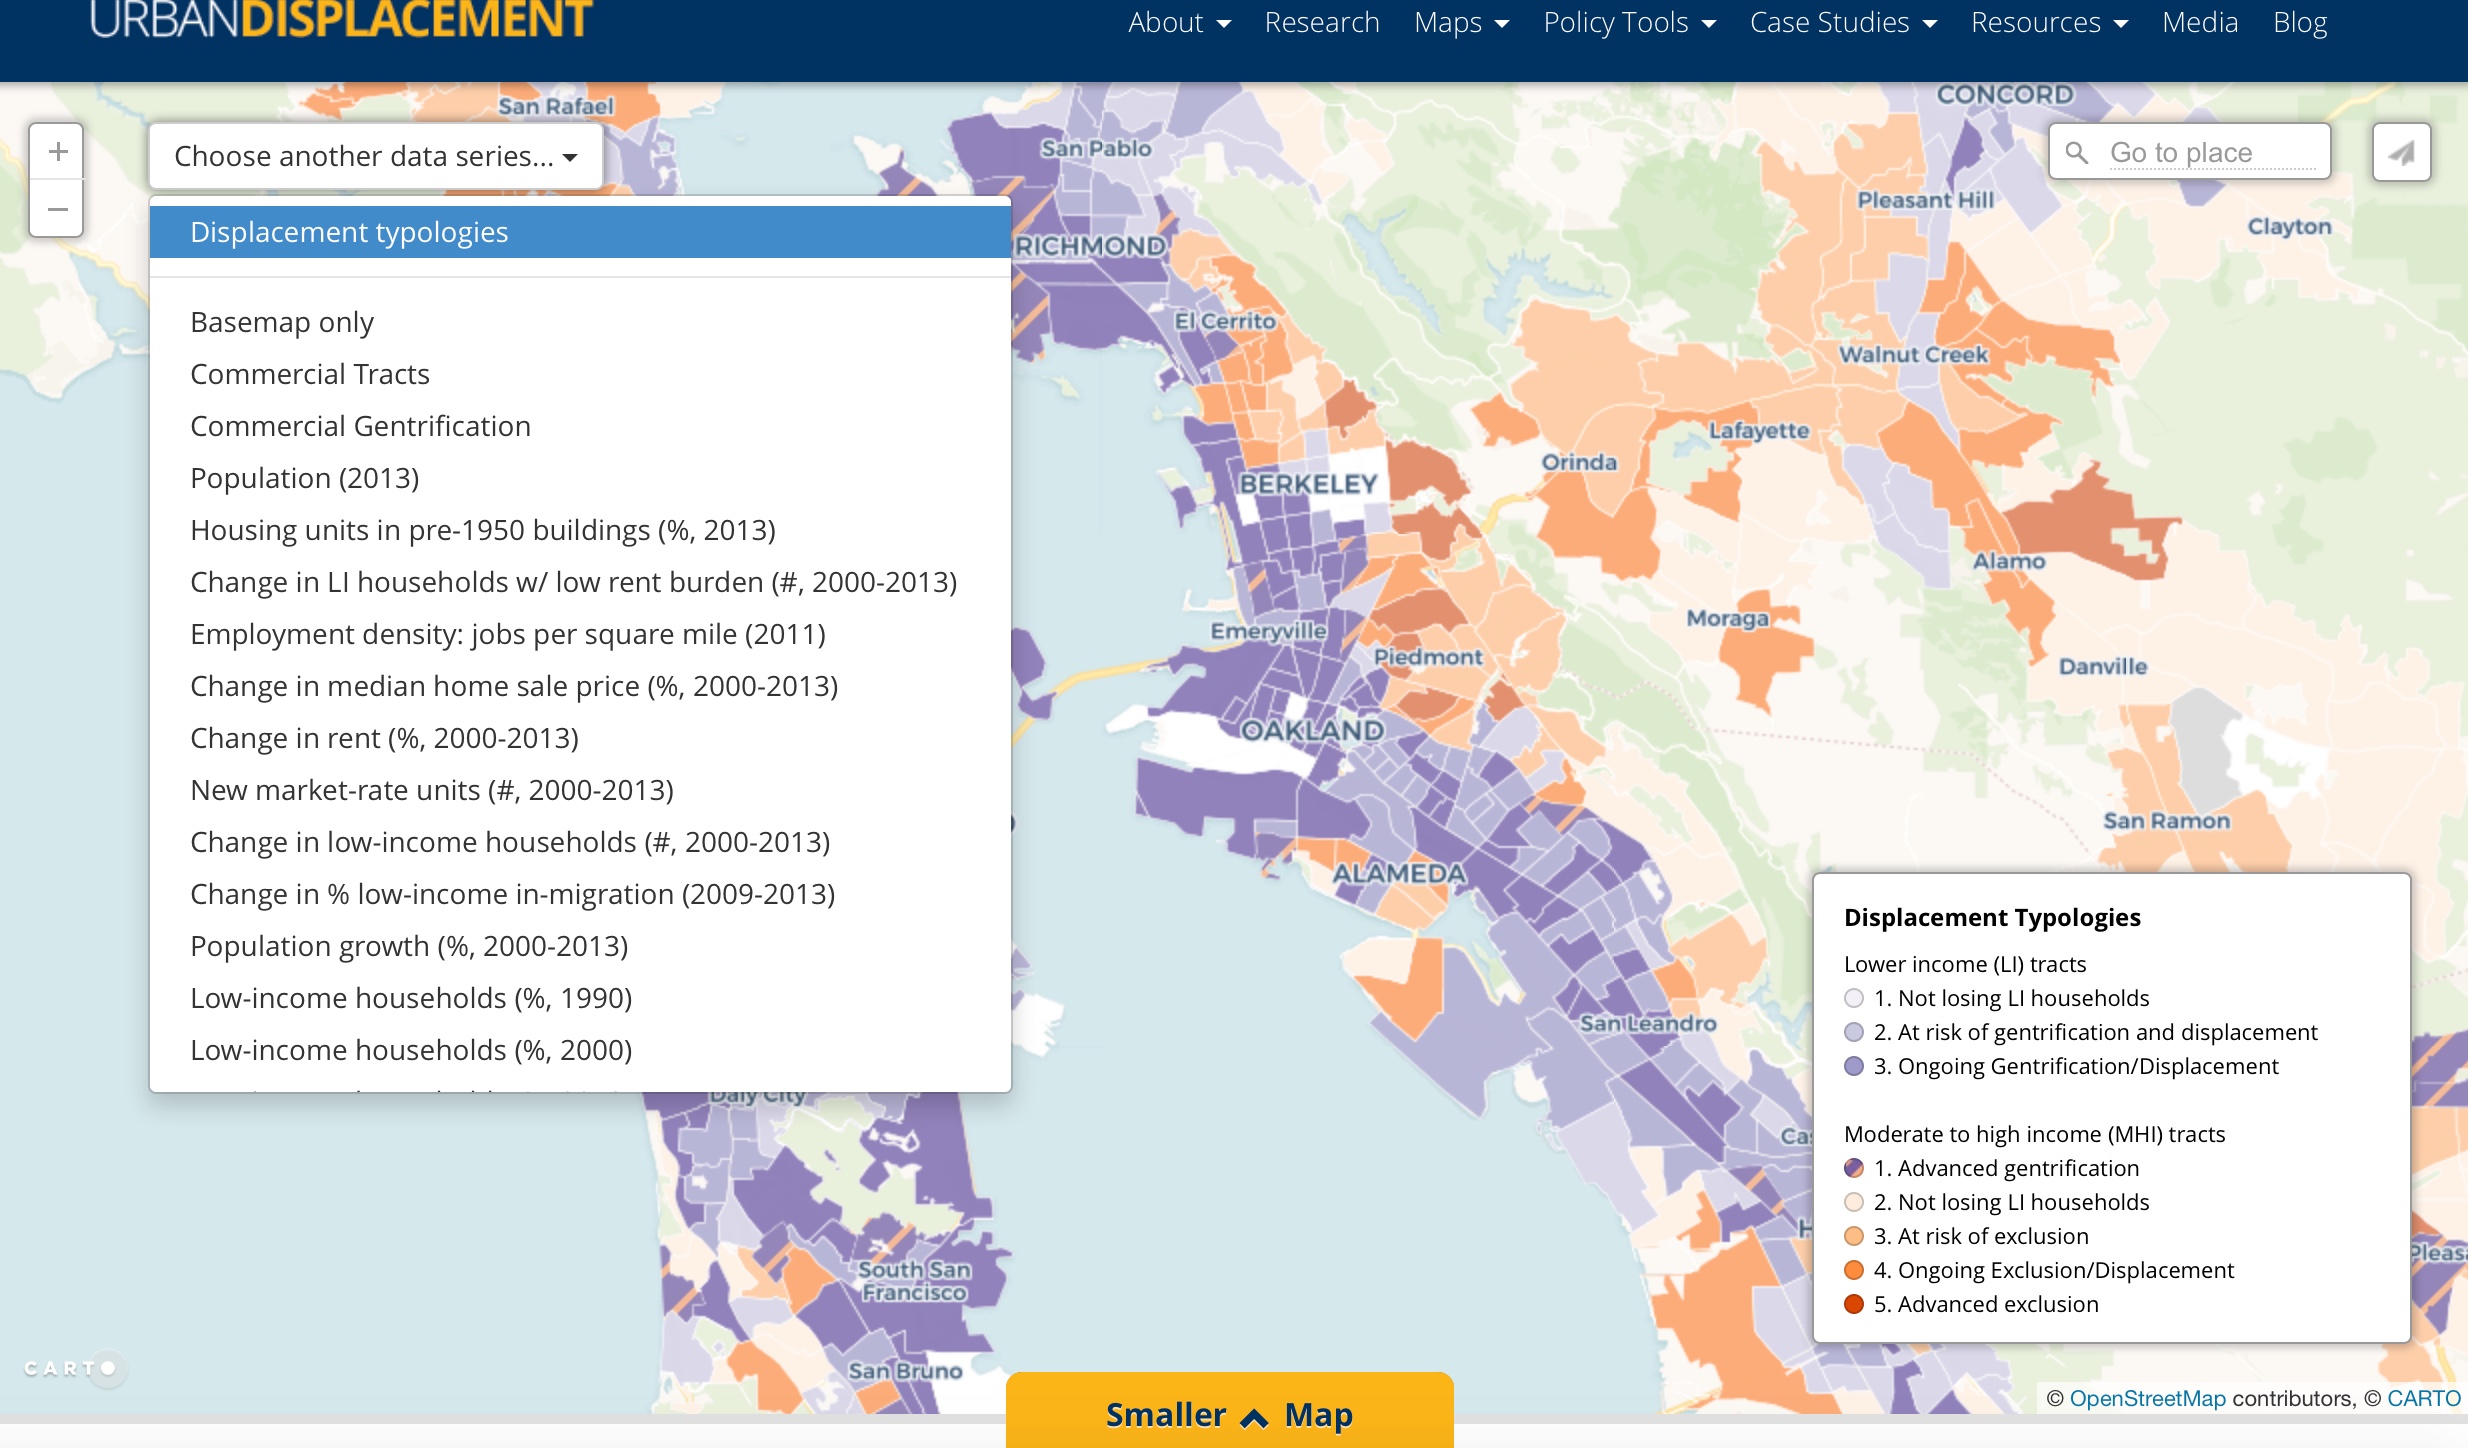 URBANDISPLACEMENT
About
Research
Maps
Policy Tools
Case Studies
Resources
Media
Blog
San Rafael
CONCORD
+
−
Choose another data series...
Go to place
San Pablo
Pleasant Hill
Clayton
Displacement typologies
RICHMOND
Basemap only
El Cerrito
Walnut Creek
Commercial Tracts
Commercial Gentrification
Lafayette
Orinda
Population (2013)
BERKELEY
Housing units in pre-1950 buildings (%, 2013)
Alamo
Change in LI households w/ low rent burden (#, 2000-2013)
Moraga
Employment density: jobs per square mile (2011)
Emeryville
Piedmont
Danville
Change in median home sale price (%, 2000-2013)
OAKLAND
Change in rent (%, 2000-2013)
New market-rate units (#, 2000-2013)
San Ramon
Change in low-income households (#, 2000-2013)
ALAMEDA
Change in % low-income in-migration (2009-2013)
Population growth (%, 2000-2013)
Low-income households (%, 1990)
San Leandro
Low-income households (%, 2000)
Daly City
Displacement Typologies
Lower income (LI) tracts
1. Not losing LI households
2. At risk of gentrification and displacement
3. Ongoing Gentrification/Displacement
Moderate to high income (MHI) tracts
1. Advanced gentrification
2. Not losing LI households
3. At risk of exclusion
4. Ongoing Exclusion/Displacement
5. Advanced exclusion
Cas
H
Pleas
South San
Francisco
San Bruno
CARTO
Smaller Map
© OpenStreetMap contributors, © CARTO